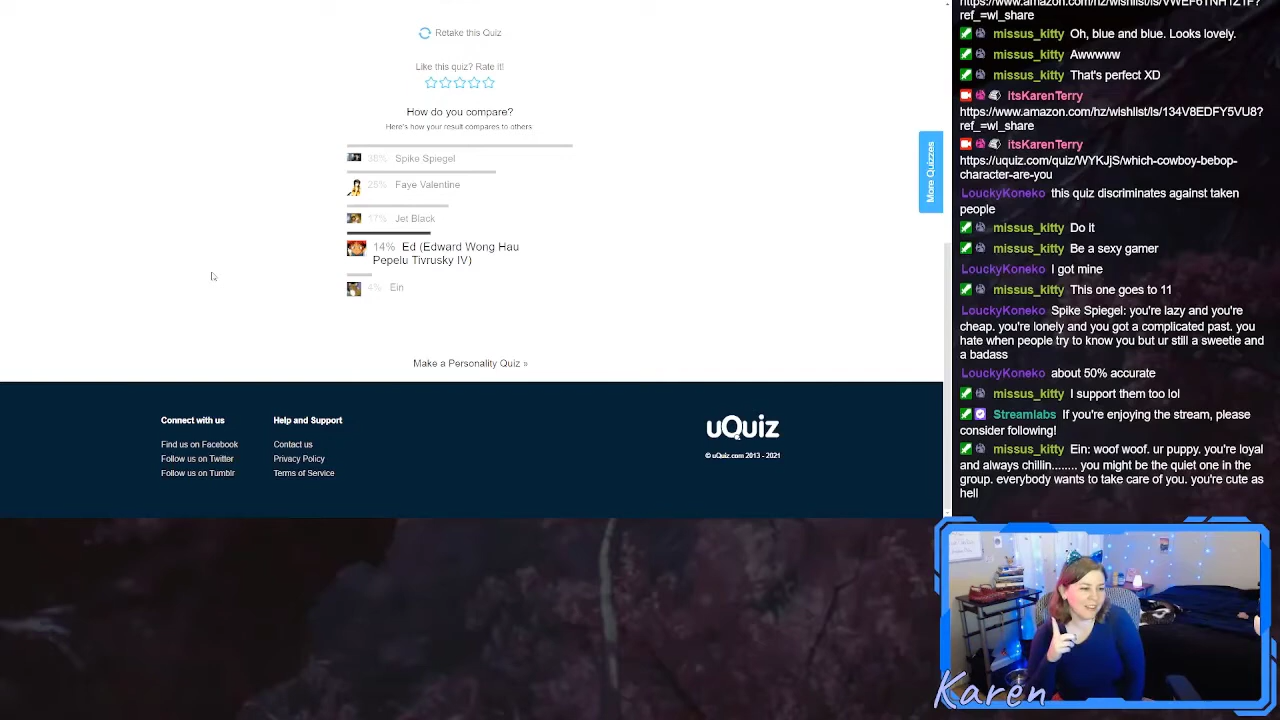 Retake this Quiz
Like this quiz? Rate it!
How do you compare?
Here's how your result compares to others
38% Spike Spiegel
25% Faye Valentine
17% Jet Black
14% Ed (Edward Wong Hau
Pepelu Tivrusky IV)
4% Ein
Make a Personality Quiz »
Connect with us
Find us on Facebook
Follow us on Twitter
Follow us on Tumblr
Help and Support
Contact us
Privacy Policy
Terms of Service
uQuiz
© uQuiz.com 2013 - 2021
More Quizzes
ref_=wl_share
missus_kitty Oh, blue and blue. Looks lovely.
missus_kitty Awwwww
missus_kitty That's perfect XD
ItsKarenTerry
https://www.amazon.com/hz/wishlist/ls/134V8EDFY5VU8?
ref_=wl_share
ItsKarenTerry
https://uquiz.com/quiz/WYKJjS/which-cowboy-bebop-
character-are-you
LouckyKoneko this quiz discriminates against taken
people
missus_kitty Do it
missus_kitty Be a sexy gamer
LouckyKoneko I got mine
missus_kitty This one goes to 11
LouckyKoneko Spike Spiegel: you're lazy and you're
cheap. you're lonely and you got a complicated past. you
hate when people try to know you but ur still a sweetie and
a badass
LouckyKoneko about 50% accurate
missus_kitty I support them too lol
Streamlabs If you're enjoying the stream, please
consider following!
missus_kitty Ein: woof woof. ur puppy. you're loyal
and always chillin........ you might be the quiet one in the
group. everybody wants to take care of you. you're cute as
hell
Karen